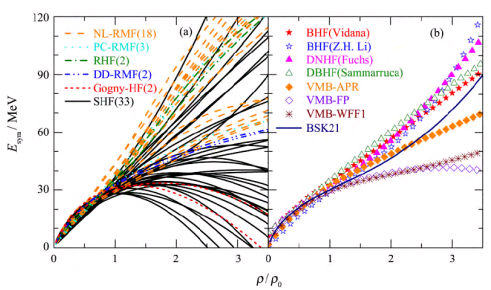 NL-RMF(18)
PC-RMF(3)
RHF(2)
DD-RMF(2)
Gogny-HF(2)
SHF(33)
(a)
BHF(Vidana)
BHF(Z.H. Li)
DNHF(Fuchs)
DBHF(Sammarruca)
VMB-APR
VMB-FP
VMB-WFF1
BSK21
(b)
E_sym / MeV
120
90
60
30
0
0 1 2 3 0 1 2 3
ρ/ρ₀